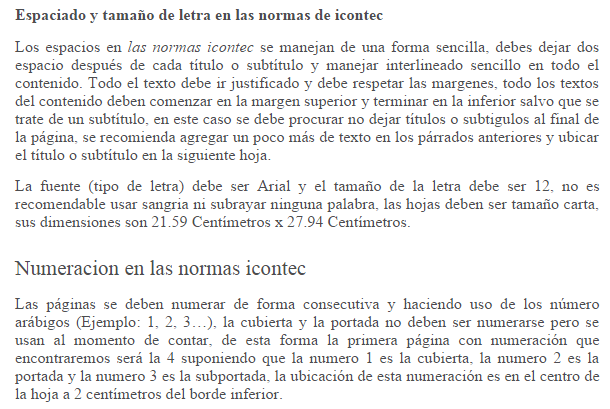 Espaciado y tamaño de letra en las normas de icontec
Los espacios en las normas icontec se manejan de una forma sencilla, debes dejar dos
espacio después de cada título o subtítulo y manejar interlineado sencillo en todo el
contenido. Todo el texto debe ir justificado y debe respetar las margenes, todo los textos
del contenido deben comenzar en la margen superior y terminar en la inferior salvo que se
trate de un subtítulo, en este caso se debe procurar no dejar títulos o subtigulos al final de
la página, se recomienda agregar un poco más de texto en los párrados anteriores y ubicar
el título o subtítulo en la siguiente hoja.
La fuente (tipo de letra) debe ser Arial y el tamaño de la letra debe ser 12, no es
recomendable usar sangria ni subrayar ninguna palabra, las hojas deben ser tamaño carta,
sus dimensiones son 21.59 Centímetros x 27.94 Centímetros.
Numeracion en las normas icontec
Las páginas se deben numerar de forma consecutiva y haciendo uso de los número
arábigos (Ejemplo: 1, 2, 3…), la cubierta y la portada no deben ser numerarse pero se
usan al momento de contar, de esta forma la primera página con numeración que
encontraremos será la 4 suponiendo que la numero 1 es la cubierta, la numero 2 es la
portada y la numero 3 es la subportada, la ubicación de esta numeración es en el centro de
la hoja a 2 centímetros del borde inferior.